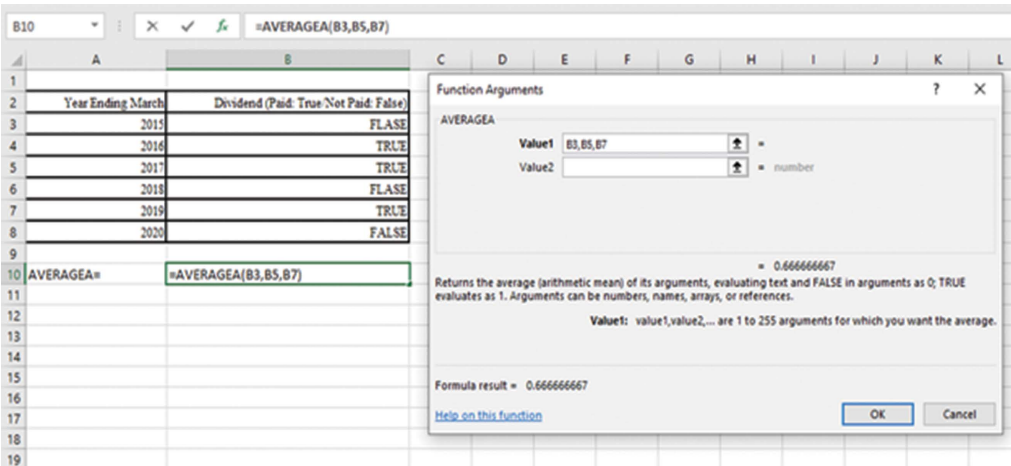 B10 =AVERAGEA(B3,B5,B7)
A B C D E F G H I J K L
1
2 Year Ending March Dividend (Paid: True/Not Paid: False)
3 2015 FLASE
4 2016 TRUE
5 2017 TRUE
6 2018 FLASE
7 2019 TRUE
8 2020 FALSE
9
10 AVERAGEA= =AVERAGEA(B3,B5,B7)
11
12
13
14
15
16
17
18
19
Function Arguments ? ×
AVERAGEA
Value1 B3,B5,B7 =
Value2 = number
= 0.666666667
Returns the average (arithmetic mean) of its arguments, evaluating text and FALSE in arguments as 0; TRUE
evaluates as 1. Arguments can be numbers, names, arrays, or references.
Value1: value1,value2,... are 1 to 255 arguments for which you want the average.
Formula result = 0.666666667
Help on this function OK Cancel